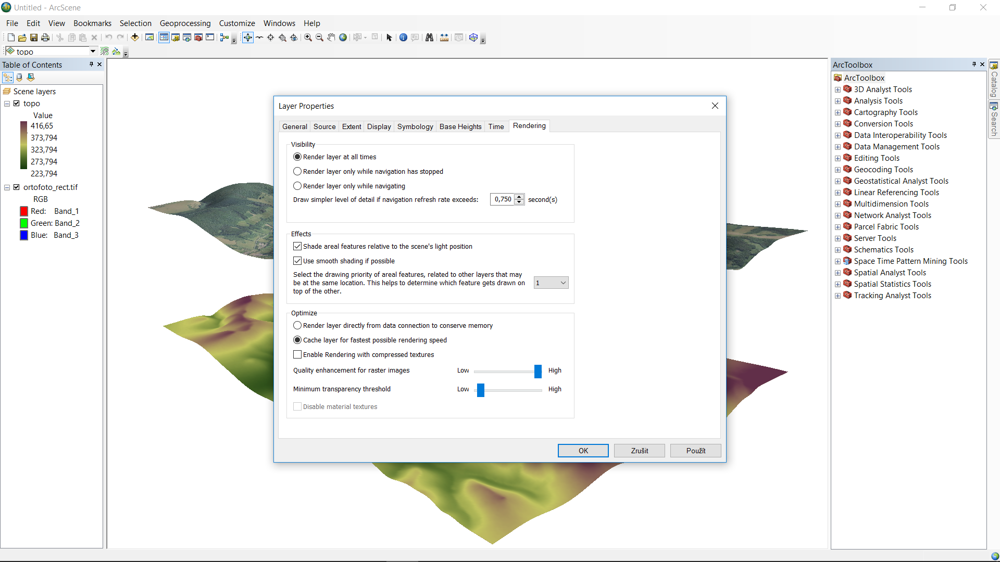 Untitled - ArcScene
File Edit View Bookmarks Selection Geoprocessing Customize Windows Help
topo
Table of Contents
Scene layers
topo
Value
416,65
373,794
323,794
273,794
223,794
ortofoto_rect.tif
RGB
Red: Band_1
Green: Band_2
Blue: Band_3
Layer Properties
General Source Extent Display Symbology Base Heights Time Rendering
Visibility
Render layer at all times
Render layer only while navigation has stopped
Render layer only while navigating
Draw simpler level of detail if navigation refresh rate exceeds: 0,750 second(s)
Effects
Shade areal features relative to the scene's light position
Use smooth shading if possible
Select the drawing priority of areal features, related to other layers that may
be at the same location. This helps to determine which feature gets drawn on
top of the other.
1
Optimize
Render layer directly from data connection to conserve memory
Cache layer for fastest possible rendering speed
Enable Rendering with compressed textures
Quality enhancement for raster images Low High
Minimum transparency threshold Low High
Disable material textures
OK Zrušit Použít
ArcToolbox
ArcToolbox
3D Analyst Tools
Analysis Tools
Cartography Tools
Conversion Tools
Data Interoperability Tools
Data Management Tools
Editing Tools
Geocoding Tools
Geostatistical Analyst Tools
Linear Referencing Tools
Multidimension Tools
Network Analyst Tools
Parcel Fabric Tools
Server Tools
Schematics Tools
Space Time Pattern Mining Tools
Spatial Analyst Tools
Spatial Statistics Tools
Tracking Analyst Tools
Catalog
Search